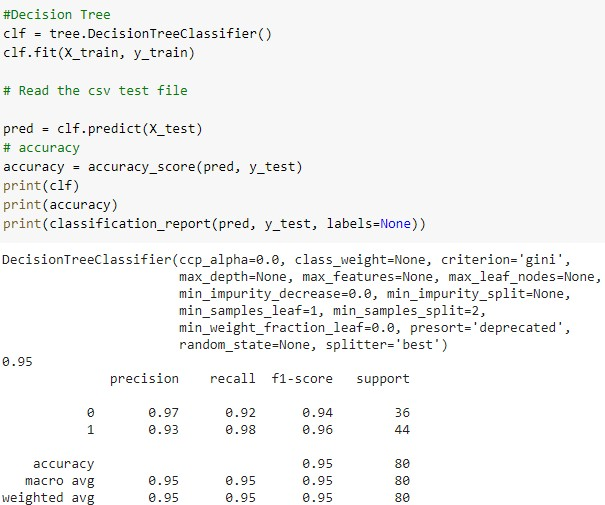 #Decision Tree
clf = tree.DecisionTreeClassifier()
clf.fit(X_train, y_train)
# Read the csv test file
pred = clf.predict(X_test)
# accuracy
accuracy = accuracy_score(pred, y_test)
print(clf)
print(accuracy)
print(classification_report(pred, y_test, labels=None))
DecisionTreeClassifier(ccp_alpha=0.0, class_weight=None, criterion='gini',
max_depth=None, max_features=None, max_leaf_nodes=None,
min_impurity_decrease=0.0, min_impurity_split=None,
min_samples_leaf=1, min_samples_split=2,
min_weight_fraction_leaf=0.0, presort='deprecated',
random_state=None, splitter='best')
0.95
precision recall f1-score support
0 0.97 0.92 0.94 36
1 0.93 0.98 0.96 44
accuracy 0.95 80
macro avg 0.95 0.95 0.95 80
weighted avg 0.95 0.95 0.95 80